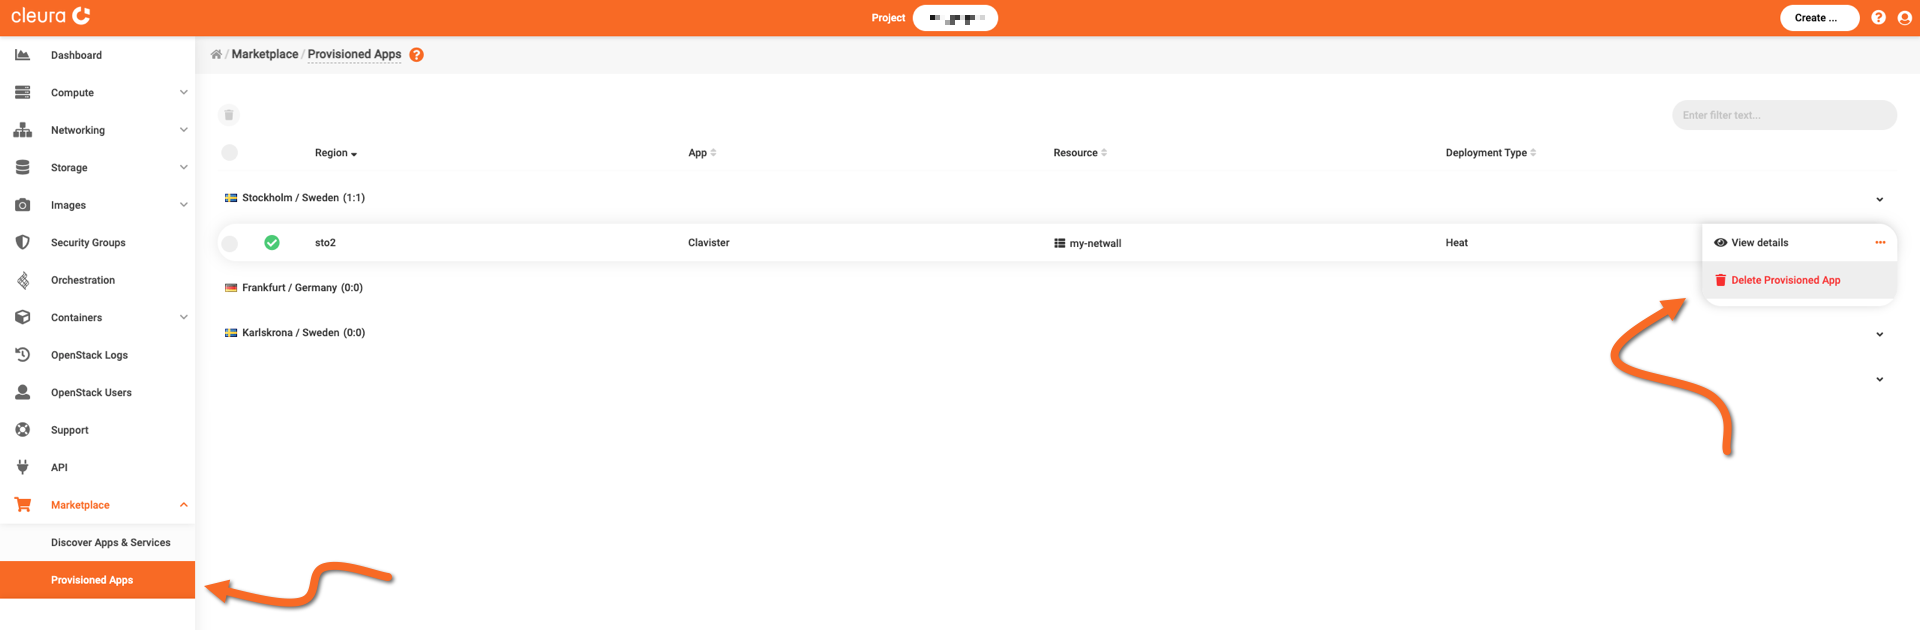 cleura
Project
Create ...
Dashboard
Compute
Networking
Storage
Images
Security Groups
Orchestration
Containers
OpenStack Logs
OpenStack Users
Support
API
Marketplace
Discover Apps & Services
Provisioned Apps
/ Marketplace / Provisioned Apps ?
Enter filter text...
Region App Resource Deployment Type
Stockholm / Sweden (1:1)
sto2 Clavister my-netwall Heat View details ...
Delete Provisioned App
Frankfurt / Germany (0:0)
Karlskrona / Sweden (0:0)